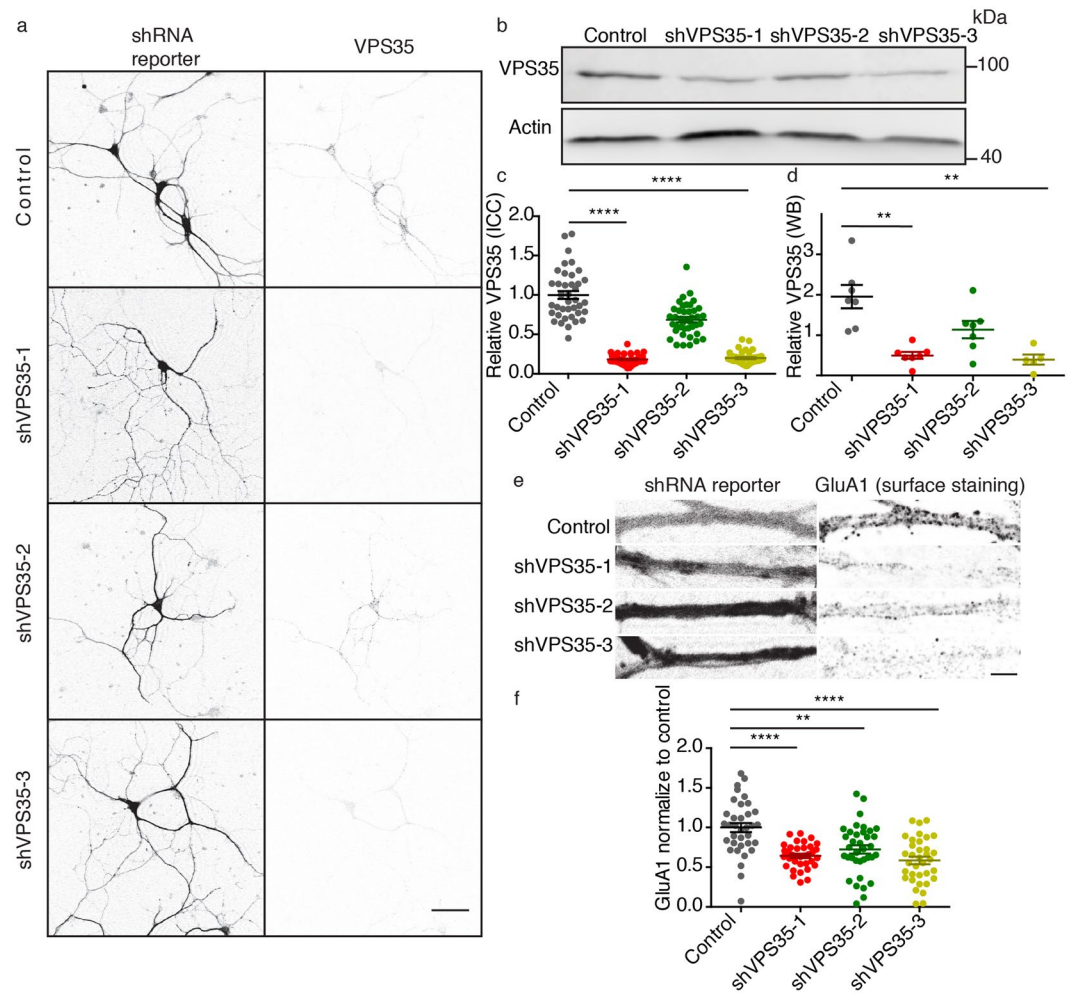 a
shRNA
reporter
VPS35
Control
shVPS35-1
shVPS35-2
shVPS35-3
b
kDa
Control shVPS35-1 shVPS35-2 shVPS35-3
VPS35
100
Actin
40
c
****
****
Relative VPS35 (ICC)
2.0
1.5
1.0
0.5
0.0
Control
shVPS35-1
shVPS35-2
shVPS35-3
d
**
**
Relative VPS35 (WB)
3
2
1
Control
shVPS35-1
shVPS35-2
shVPS35-3
e
shRNA reporter GluA1 (surface staining)
Control
shVPS35-1
shVPS35-2
shVPS35-3
f
****
**
****
GluA1 normalize to control
2.0
1.5
1.0
0.5
0.0
Control
shVPS35-1
shVPS35-2
shVPS35-3